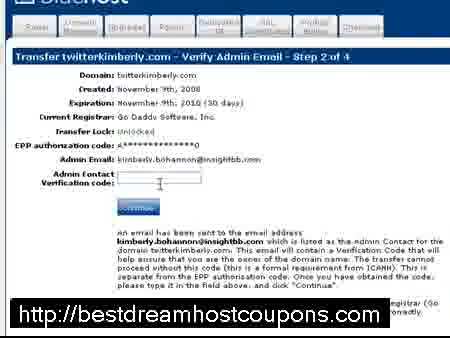 Transfer twitterkimberly.com - Verify Admin Email - Step 2 of 4
Domain: twitterkimberly.com
Created: November 9th, 2008
Expiration: November 9th, 2010 (30 days)
Current Registrar: Go Daddy Software, Inc.
Transfer Lock: Unlocked
EPP authorization code: A**************0
Admin Email: kimberly.bohannon@insightbb.com
Admin Contact
Verification code:
Continue
An email has been sent to the email address
kimberly.bohannon@insightbb.com which is listed as the Admin Contact for the
domain twitterkimberly.com. This email will contain a Verification Code that will
help ensure that you are the owner of the domain name. The transfer cannot
proceed without this code (this is a formal requirement from ICANN). This is
separate from the EPP authorization code. Once you have obtained the code,
please type it in the field above, and click "Continue".
registrar (Go
http://bestdreamhostcoupons.com